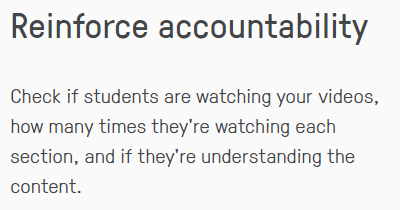 Reinforce accountability
Check if students are watching your videos,
how many times they're watching each
section, and if they're understanding the
content.